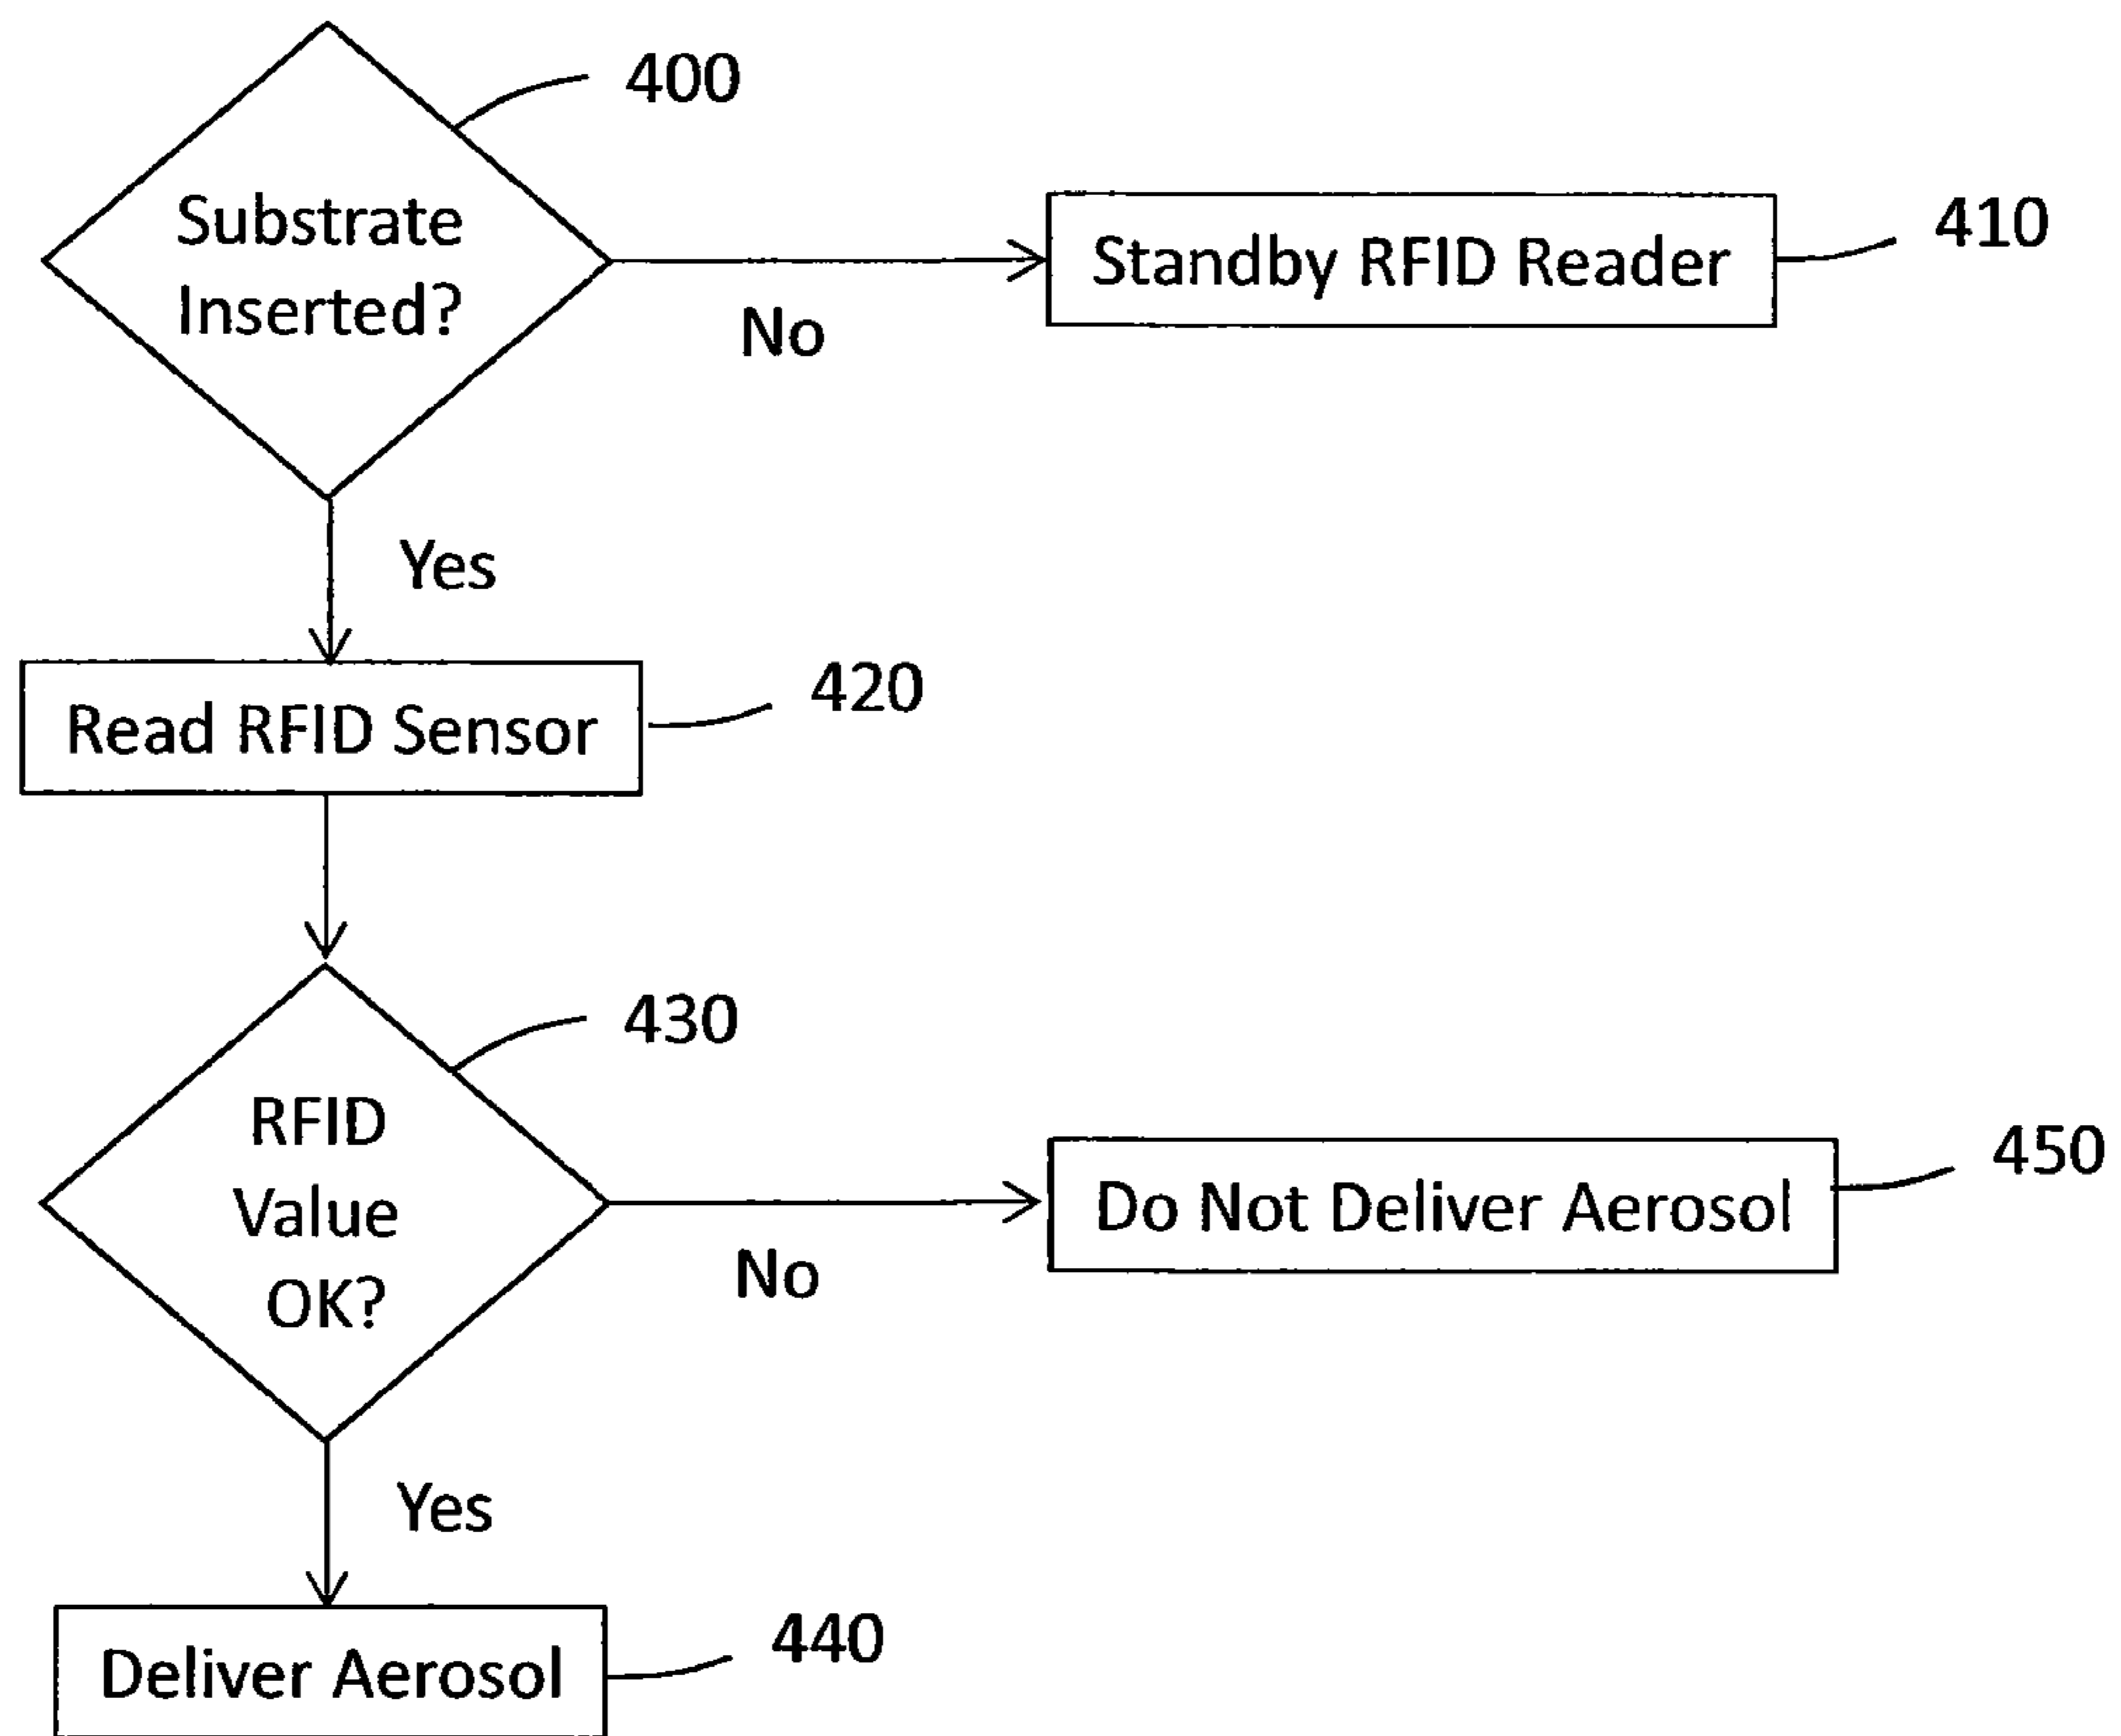 400
Substrate
Inserted?
No
Standby RFID Reader
410
Yes
Read RFID Sensor
420
430
RFID
Value
OK?
No
Do Not Deliver Aerosol
450
Yes
Deliver Aerosol
440